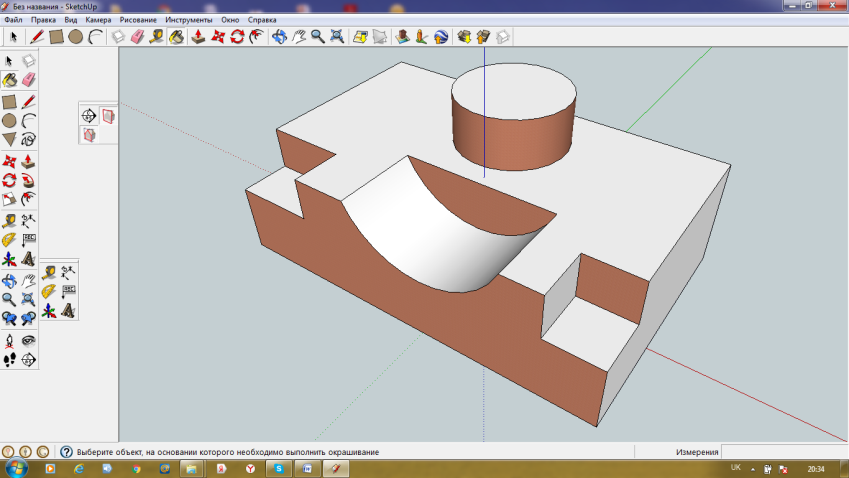 Без названия - SketchUp
Файл Правка Вид Камера Рисование Инструменты Окно Справка
Выберите объект, на основании которого необходимо выполнить окрашивание
Измерения
UK
20:34